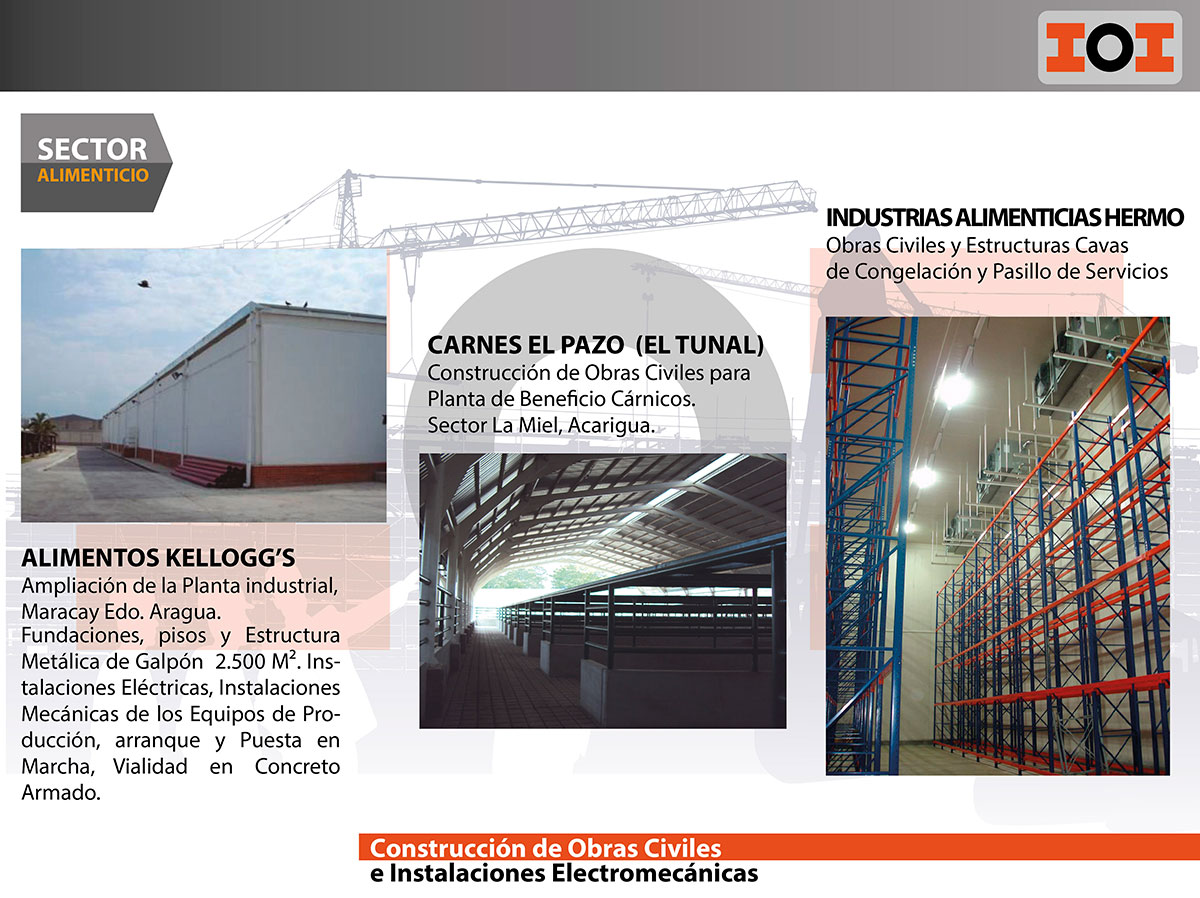 IOI
SECTOR
ALIMENTICIO
ALIMENTOS KELLOGG’S
Ampliación de la Planta industrial,
Maracay Edo. Aragua.
Fundaciones, pisos y Estructura
Metálica de Galpón 2.500 M². Ins-
talaciones Eléctricas, Instalaciones
Mecánicas de los Equipos de Pro-
ducción, arranque y Puesta en
Marcha, Vialidad en Concreto
Armado.
CARNES EL PAZO (EL TUNAL)
Construcción de Obras Civiles para
Planta de Beneficio Cárnicos.
Sector La Miel, Acarigua.
INDUSTRIAS ALIMENTICIAS HERMO
Obras Civiles y Estructuras Cavas
de Congelación y Pasillo de Servicios
Construcción de Obras Civiles
e Instalaciones Electromecánicas